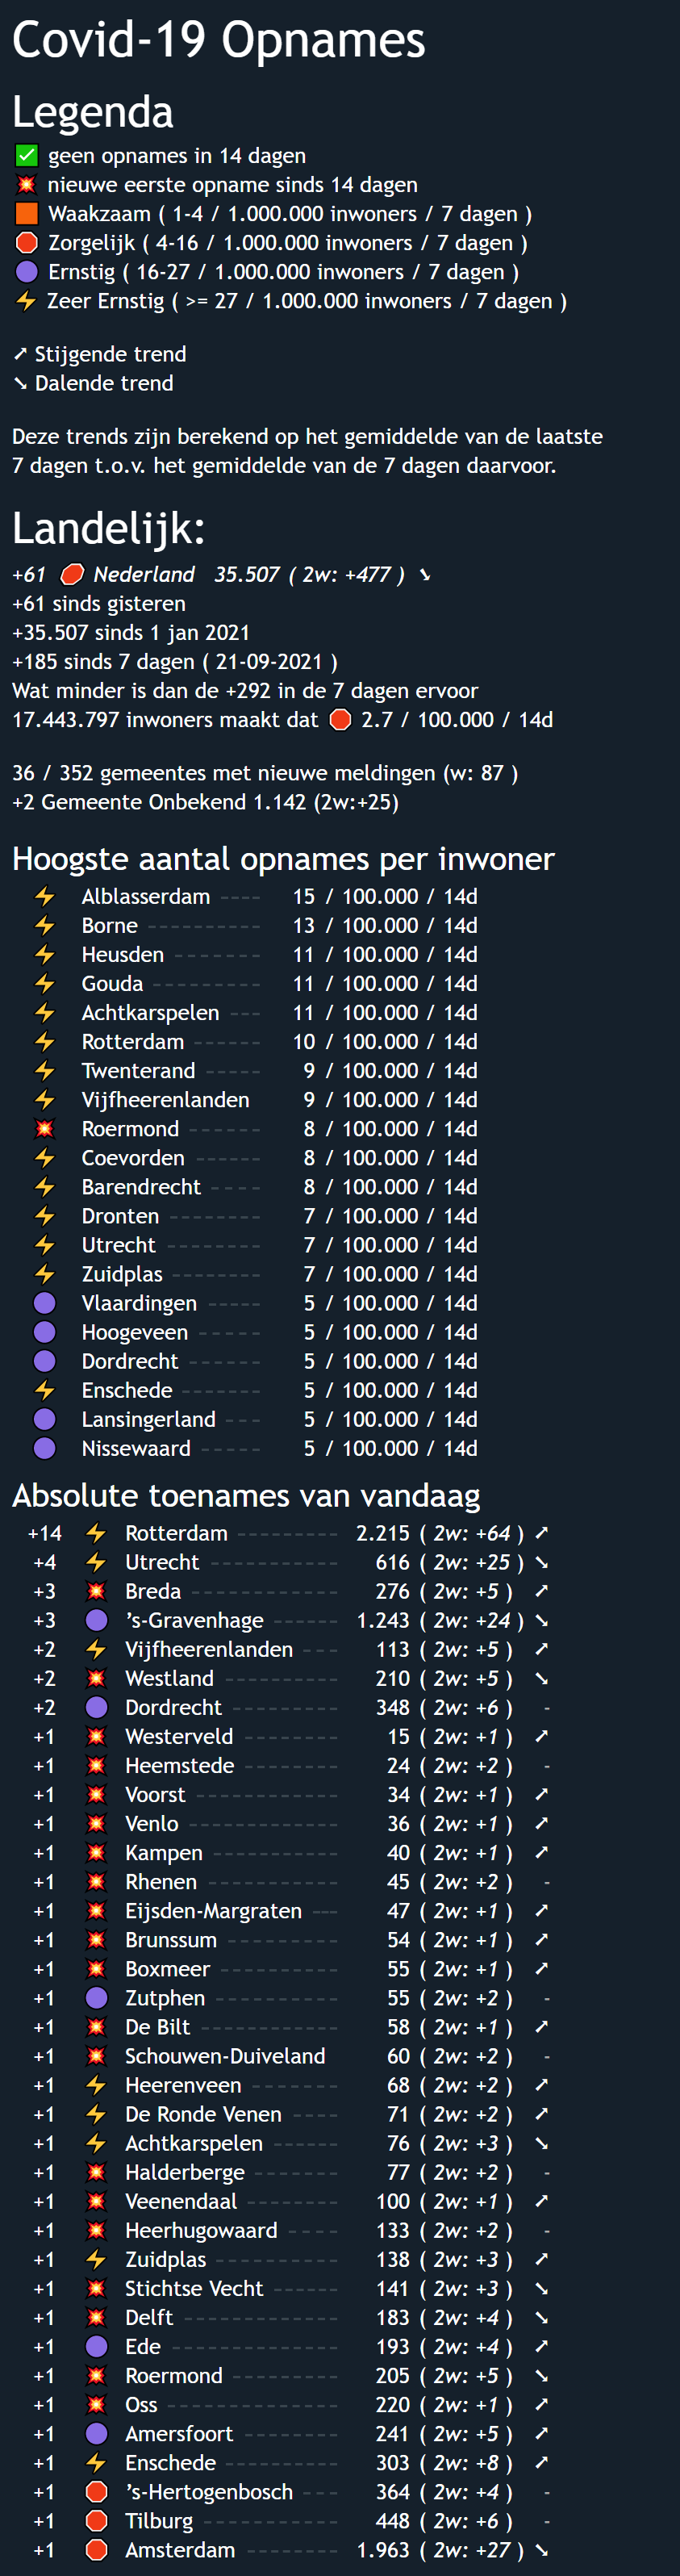 Covid-19 Opnames
Legenda
✅ geen opnames in 14 dagen
💥 nieuwe eerste opname sinds 14 dagen
🟧 Waakzaam ( 1-4 / 1.000.000 inwoners / 7 dagen )
🛑 Zorgelijk ( 4-16 / 1.000.000 inwoners / 7 dagen )
🟣 Ernstig ( 16-27 / 1.000.000 inwoners / 7 dagen )
⚡ Zeer Ernstig ( >= 27 / 1.000.000 inwoners / 7 dagen )
➚ Stijgende trend
➘ Dalende trend
Deze trends zijn berekend op het gemiddelde van de laatste
7 dagen t.o.v. het gemiddelde van de 7 dagen daarvoor.
Landelijk:
+61 🛑 Nederland 35.507 ( 2w: +477 ) ➘
+61 sinds gisteren
+35.507 sinds 1 jan 2021
+185 sinds 7 dagen ( 21-09-2021 )
Wat minder is dan de +292 in de 7 dagen ervoor
17.443.797 inwoners maakt dat 🛑 2.7 / 100.000 / 14d
36 / 352 gemeentes met nieuwe meldingen (w: 87 )
+2 Gemeente Onbekend 1.142 (2w:+25)
Hoogste aantal opnames per inwoner
⚡ Alblasserdam ---- 15 / 100.000 / 14d
⚡ Borne ---------- 13 / 100.000 / 14d
⚡ Heusden ------- 11 / 100.000 / 14d
⚡ Gouda --------- 11 / 100.000 / 14d
⚡ Achtkarspelen --- 11 / 100.000 / 14d
⚡ Rotterdam ------ 10 / 100.000 / 14d
⚡ Twenterand ----- 9 / 100.000 / 14d
⚡ Vijfheerenlanden 9 / 100.000 / 14d
💥 Roermond ------ 8 / 100.000 / 14d
⚡ Coevorden ------ 8 / 100.000 / 14d
⚡ Barendrecht ---- 8 / 100.000 / 14d
⚡ Dronten ------- 7 / 100.000 / 14d
⚡ Utrecht -------- 7 / 100.000 / 14d
⚡ Zuidplas ------- 7 / 100.000 / 14d
🟣 Vlaardingen ----- 5 / 100.000 / 14d
🟣 Hoogeveen ----- 5 / 100.000 / 14d
🟣 Dordrecht ------ 5 / 100.000 / 14d
⚡ Enschede ------- 5 / 100.000 / 14d
🟣 Lansingerland --- 5 / 100.000 / 14d
🟣 Nissewaard ----- 5 / 100.000 / 14d
Absolute toenames van vandaag
+14 ⚡ Rotterdam --------- 2.215 ( 2w: +64 ) ➚
+4 ⚡ Utrecht ----------- 616 ( 2w: +25 ) ➘
+3 💥 Breda ------------ 276 ( 2w: +5 ) ➚
+3 🟣 ’s-Gravenhage ------ 1.243 ( 2w: +24 ) ➘
+2 ⚡ Vijfheerenlanden --- 113 ( 2w: +5 ) ➚
+2 💥 Westland ---------- 210 ( 2w: +5 ) ➘
+2 🟣 Dordrecht --------- 348 ( 2w: +6 ) -
+1 💥 Westerveld -------- 15 ( 2w: +1 ) ➚
+1 💥 Heemstede -------- 24 ( 2w: +2 ) -
+1 💥 Voorst ------------ 34 ( 2w: +1 ) ➚
+1 💥 Venlo ------------ 36 ( 2w: +1 ) ➚
+1 💥 Kampen ---------- 40 ( 2w: +1 ) ➚
+1 💥 Rhenen ----------- 45 ( 2w: +2 ) -
+1 💥 Eijsden-Margraten --- 47 ( 2w: +1 ) ➚
+1 💥 Brunssum --------- 54 ( 2w: +1 ) ➚
+1 💥 Boxmeer ---------- 55 ( 2w: +1 ) ➚
+1 🟣 Zutphen ---------- 55 ( 2w: +2 ) -
+1 💥 De Bilt ------------ 58 ( 2w: +1 ) ➚
+1 💥 Schouwen-Duiveland 60 ( 2w: +2 ) -
+1 ⚡ Heerenveen ------- 68 ( 2w: +2 ) ➚
+1 ⚡ De Ronde Venen ---- 71 ( 2w: +2 ) ➚
+1 ⚡ Achtkarspelen ------ 76 ( 2w: +3 ) ➘
+1 💥 Halderberge ------- 77 ( 2w: +2 ) -
+1 💥 Veenendaal -------- 100 ( 2w: +1 ) ➚
+1 💥 Heerhugowaard ---- 133 ( 2w: +2 ) -
+1 ⚡ Zuidplas ---------- 138 ( 2w: +3 ) ➚
+1 💥 Stichtse Vecht ----- 141 ( 2w: +3 ) ➘
+1 💥 Delft ------------- 183 ( 2w: +4 ) ➘
+1 🟣 Ede -------------- 193 ( 2w: +4 ) ➚
+1 💥 Roermond --------- 205 ( 2w: +5 ) ➘
+1 💥 Oss -------------- 220 ( 2w: +1 ) ➚
+1 🟣 Amersfoort -------- 241 ( 2w: +5 ) ➚
+1 ⚡ Enschede --------- 303 ( 2w: +8 ) ➚
+1 🛑 ’s-Hertogenbosch --- 364 ( 2w: +4 ) -
+1 🛑 Tilburg ----------- 448 ( 2w: +6 ) -
+1 🛑 Amsterdam -------- 1.963 ( 2w: +27 ) ➘